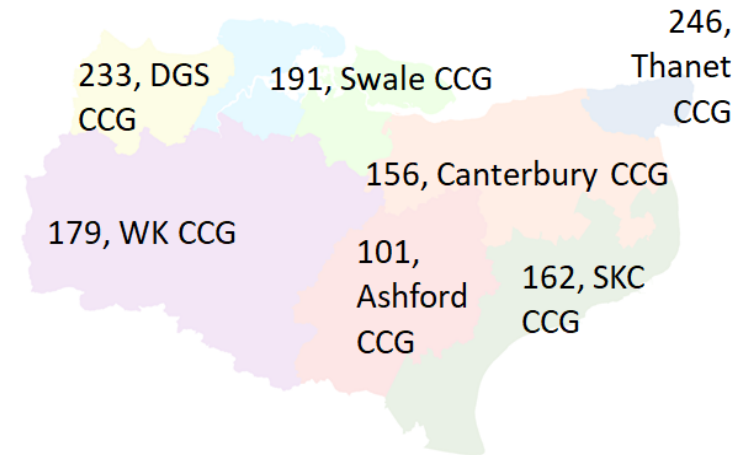 246,
Thanet
CCG
233, DGS
CCG
191, Swale CCG
156, Canterbury CCG
179, WK CCG
101,
Ashford
CCG
162, SKC
CCG